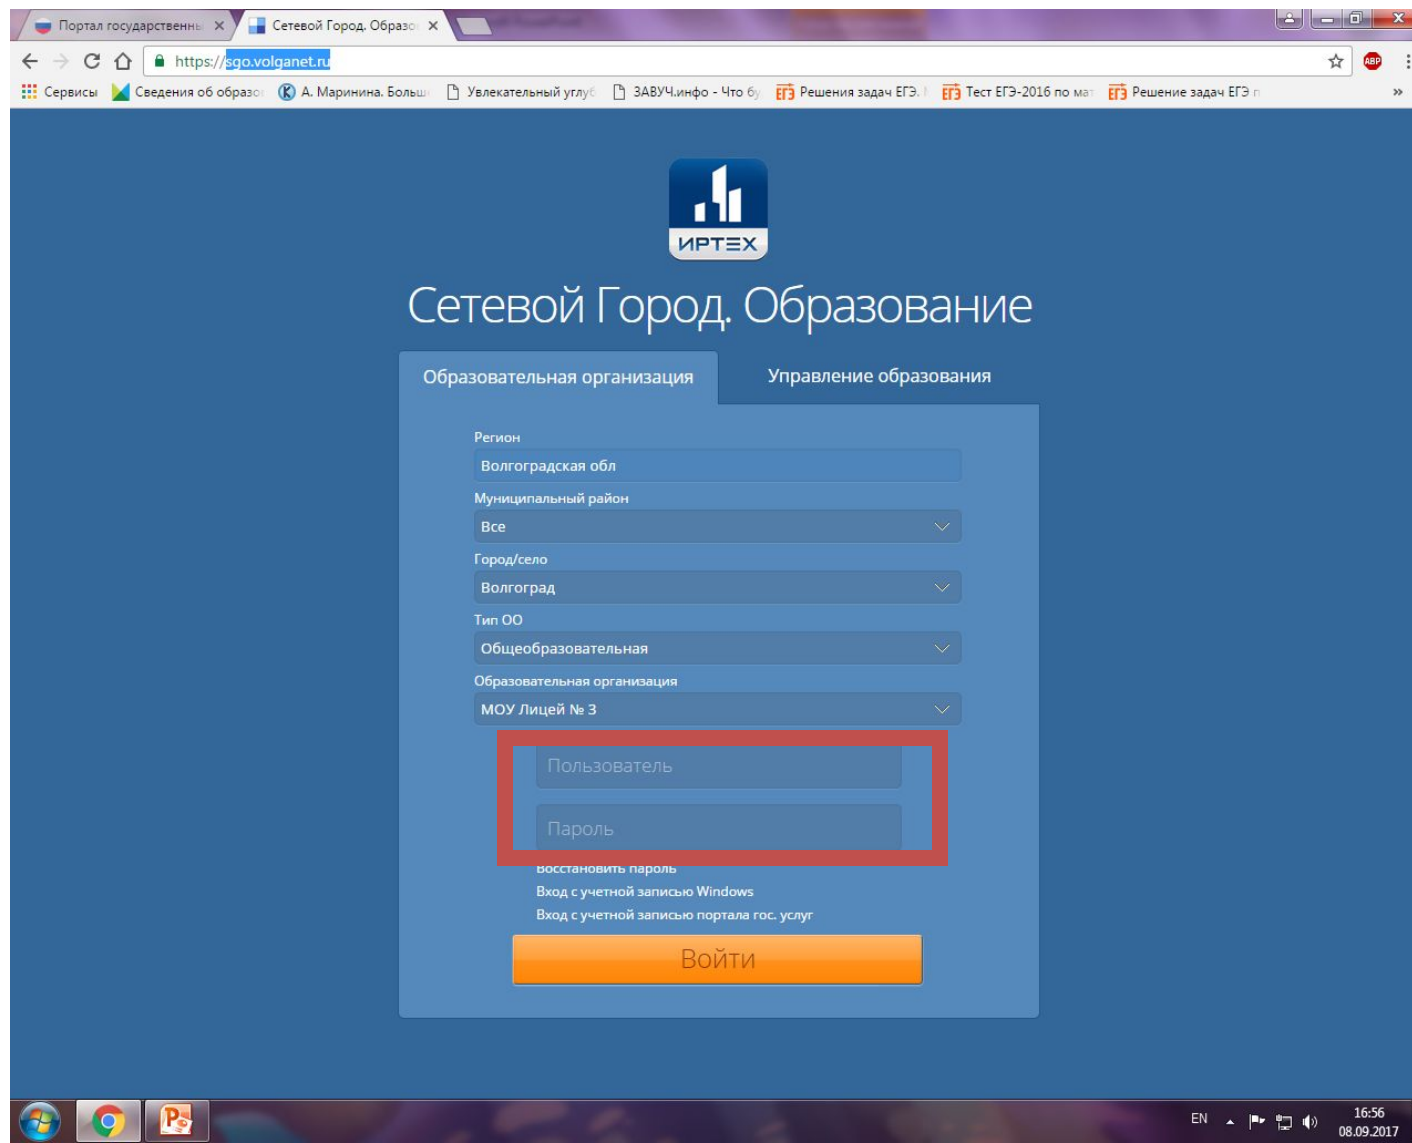 Портал государственны
Сетевой Город. Образо
https://sgo.volganet.ru
ABP
Сервисы
Сведения об образо
А. Маринина. Больш
Увлекательный углуб
ЗАВУЧ.инфо - Что бу
ЕГЭ Решения задач ЕГЭ.
ЕГЭ Тест ЕГЭ-2016 по мат
ЕГЭ Решение задач ЕГЭ п
»
ИРТЕХ
Сетевой Город. Образование
Образовательная организация
Управление образования
Регион
Волгоградская обл
Муниципальный район
Все
Город/село
Волгоград
Тип ОО
Общеобразовательная
Образовательная организация
МОУ Лицей № 3
Пользователь
Пароль
Восстановить пароль
Вход с учетной записью Windows
Вход с учетной записью портала гос. услуг
Войти
EN
16:56
08.09.2017